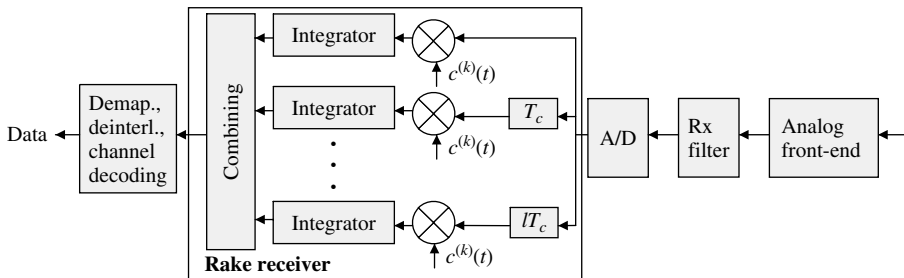 Integrator
c^{(k)}(t)
Demap.,
deinterl.,
channel
decoding
Data
Combining
Integrator
T_c
c^{(k)}(t)
A/D
Rx
filter
Analog
front-end
Integrator
lT_c
c^{(k)}(t)
Rake receiver